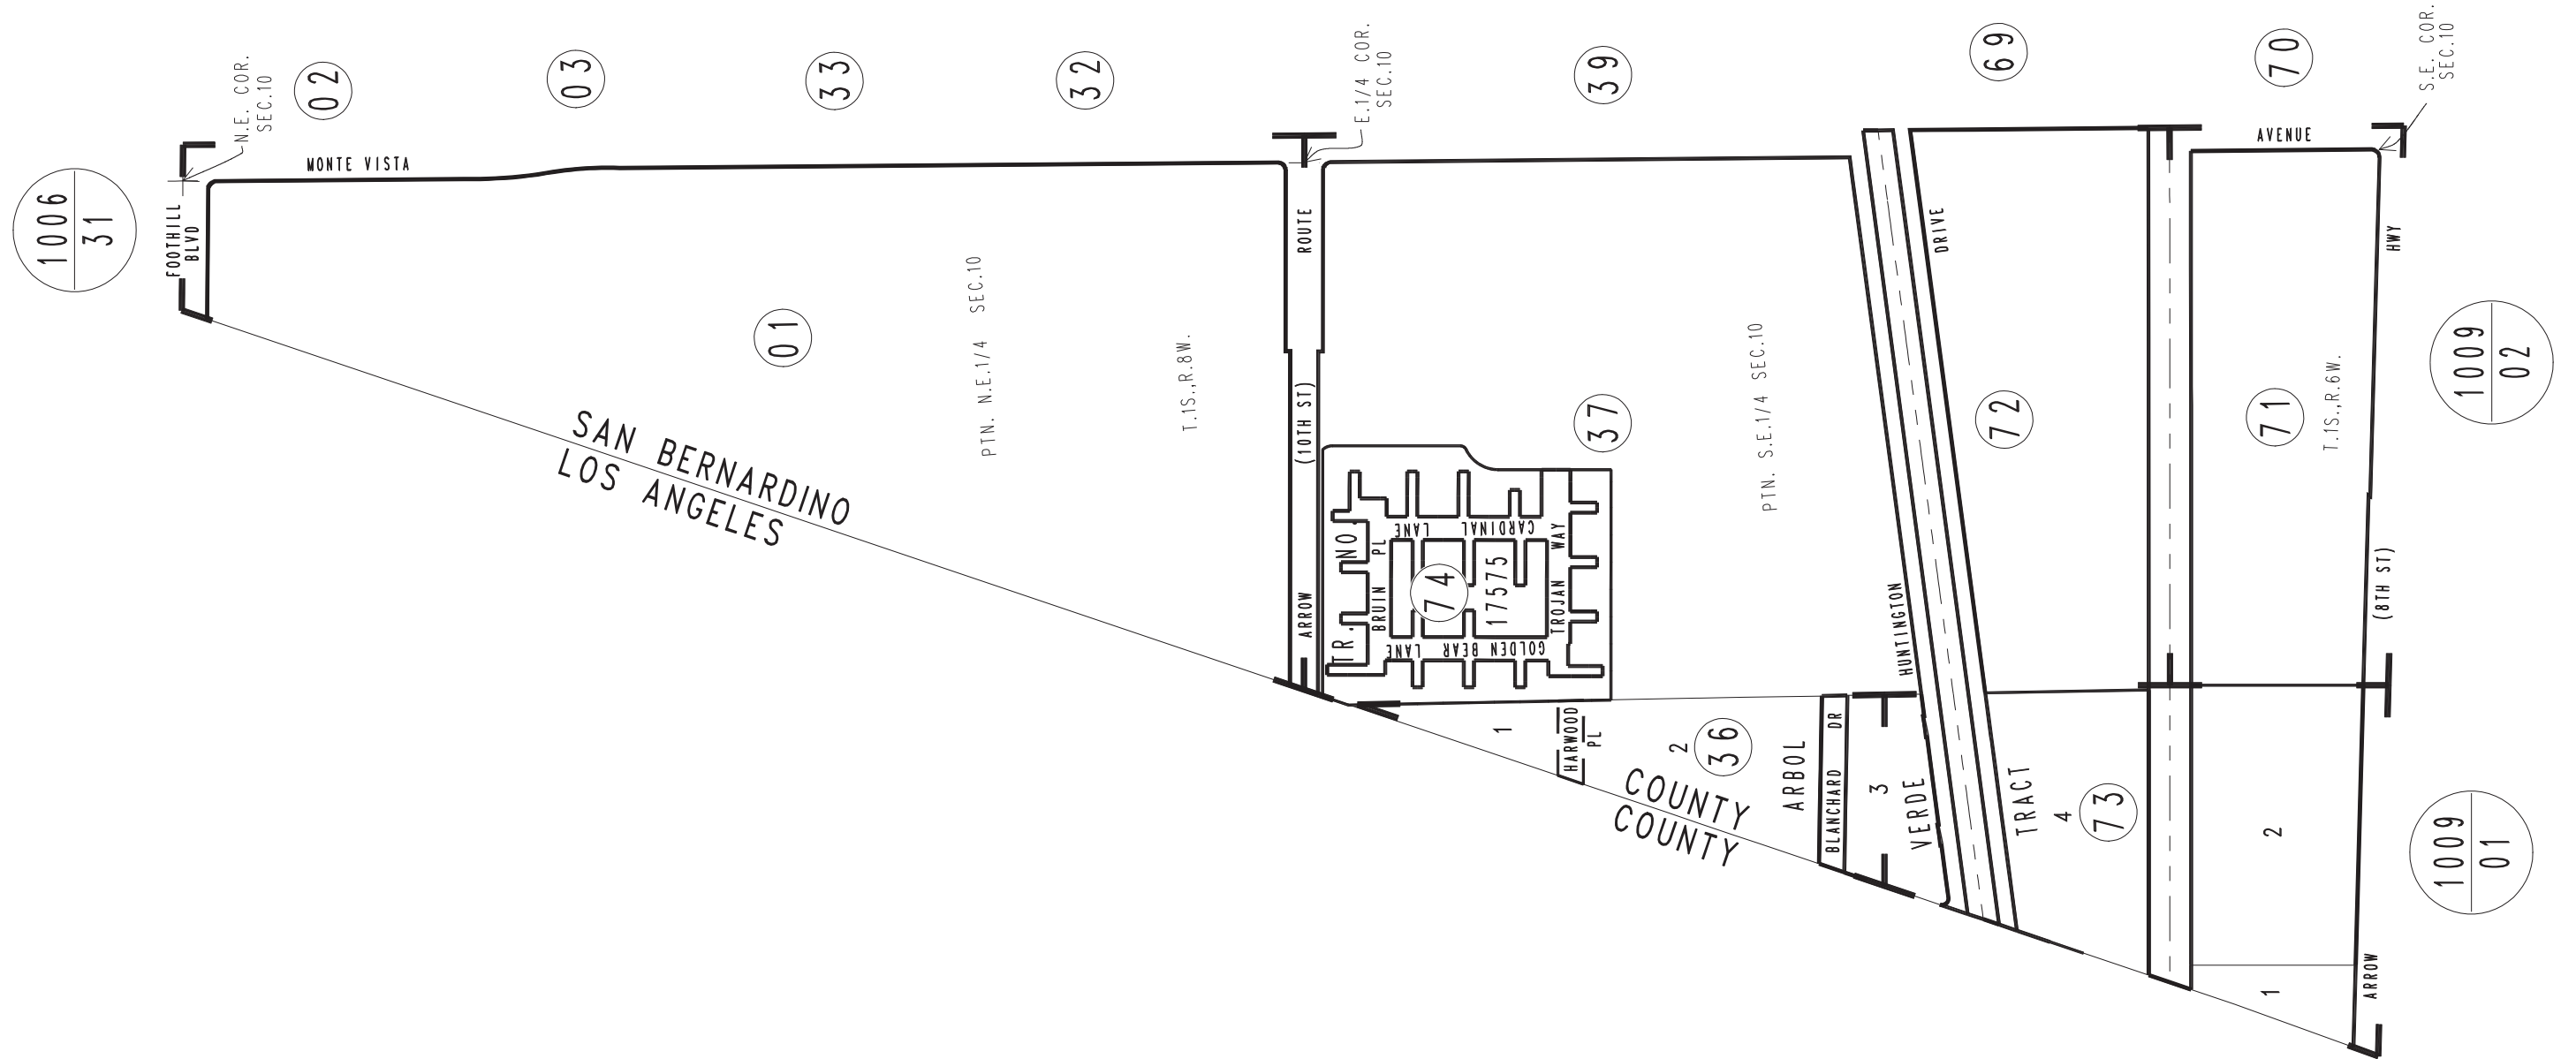 1006
31
FOOTHILL
BLVD
N.E. COR.
SEC.10
02
03
33
32
E.1/4 COR.
SEC.10
39
69
70
S.E. COR.
SEC.10
MONTE VISTA
AVENUE
01
PTN. N.E.1/4 SEC.10
T.1S.,R.8W.
SAN BERNARDINO
LOS ANGELES
ARROW
(10TH ST)
ROUTE
TR. NO.
17575
74
BRUIN PL
CARDINAL LANE
GOLDEN BEAR LANE
TROJAN WAY
37
PTN. S.E.1/4 SEC.10
HUNTINGTON
DRIVE
72
71
T.1S.,R.6W.
1
HARWOOD
PL
2
36
ARBOL
BLANCHARD DR
3
VERDE
TRACT
4
73
COUNTY
COUNTY
2
1
ARROW
(8TH ST)
HWY
1009
02
1009
01